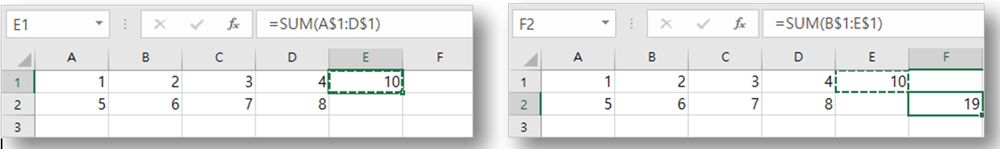 E1 fx =SUM(A$1:D$1)
A B C D E F
1 1 2 3 4 10
2 5 6 7 8
3
F2 fx =SUM(B$1:E$1)
A B C D E F
1 1 2 3 4 10
2 5 6 7 8 19
3